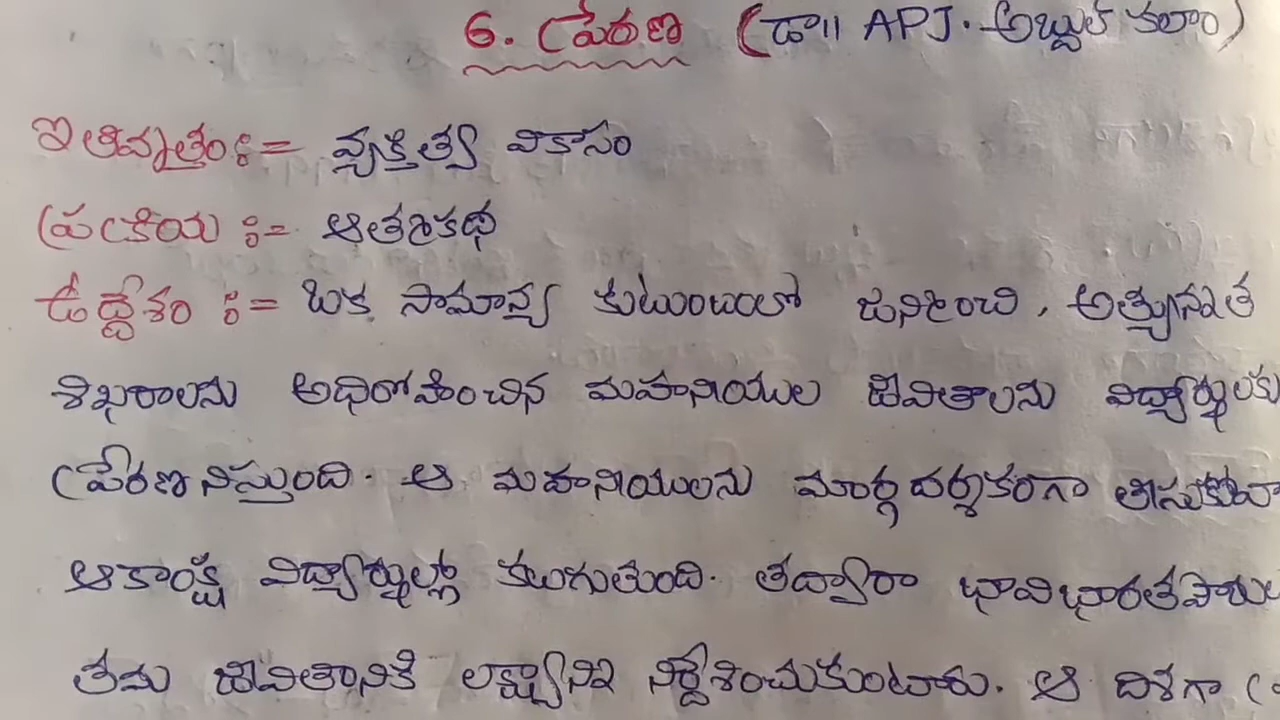 6. ప్రేరణ (డా|| APJ. అబ్దుల్ కలాం)
ఇతివృత్తం := వ్యక్తిత్వ వికాసం
ప్రక్రియ := ఆత్మకథ
ఉద్దేశం := ఒక సామాన్య కుటుంబంలో జన్మించి, అత్యున్నత
శిఖరాలను అధిరోహించిన మహనీయుల జీవితాలను విద్యార్థులకు
ప్రేరణనిస్తుంది. ఆ మహనీయులను మార్గదర్శకంగా తీసుకోవా
ఆకాంక్ష విద్యార్థుల్లో కలుగుతుంది. తద్వారా భావిభారతపౌరు
తమ జీవితానికి లక్ష్యాన్ని నిర్దేశించుకుంటారు. ఆ దిశగా